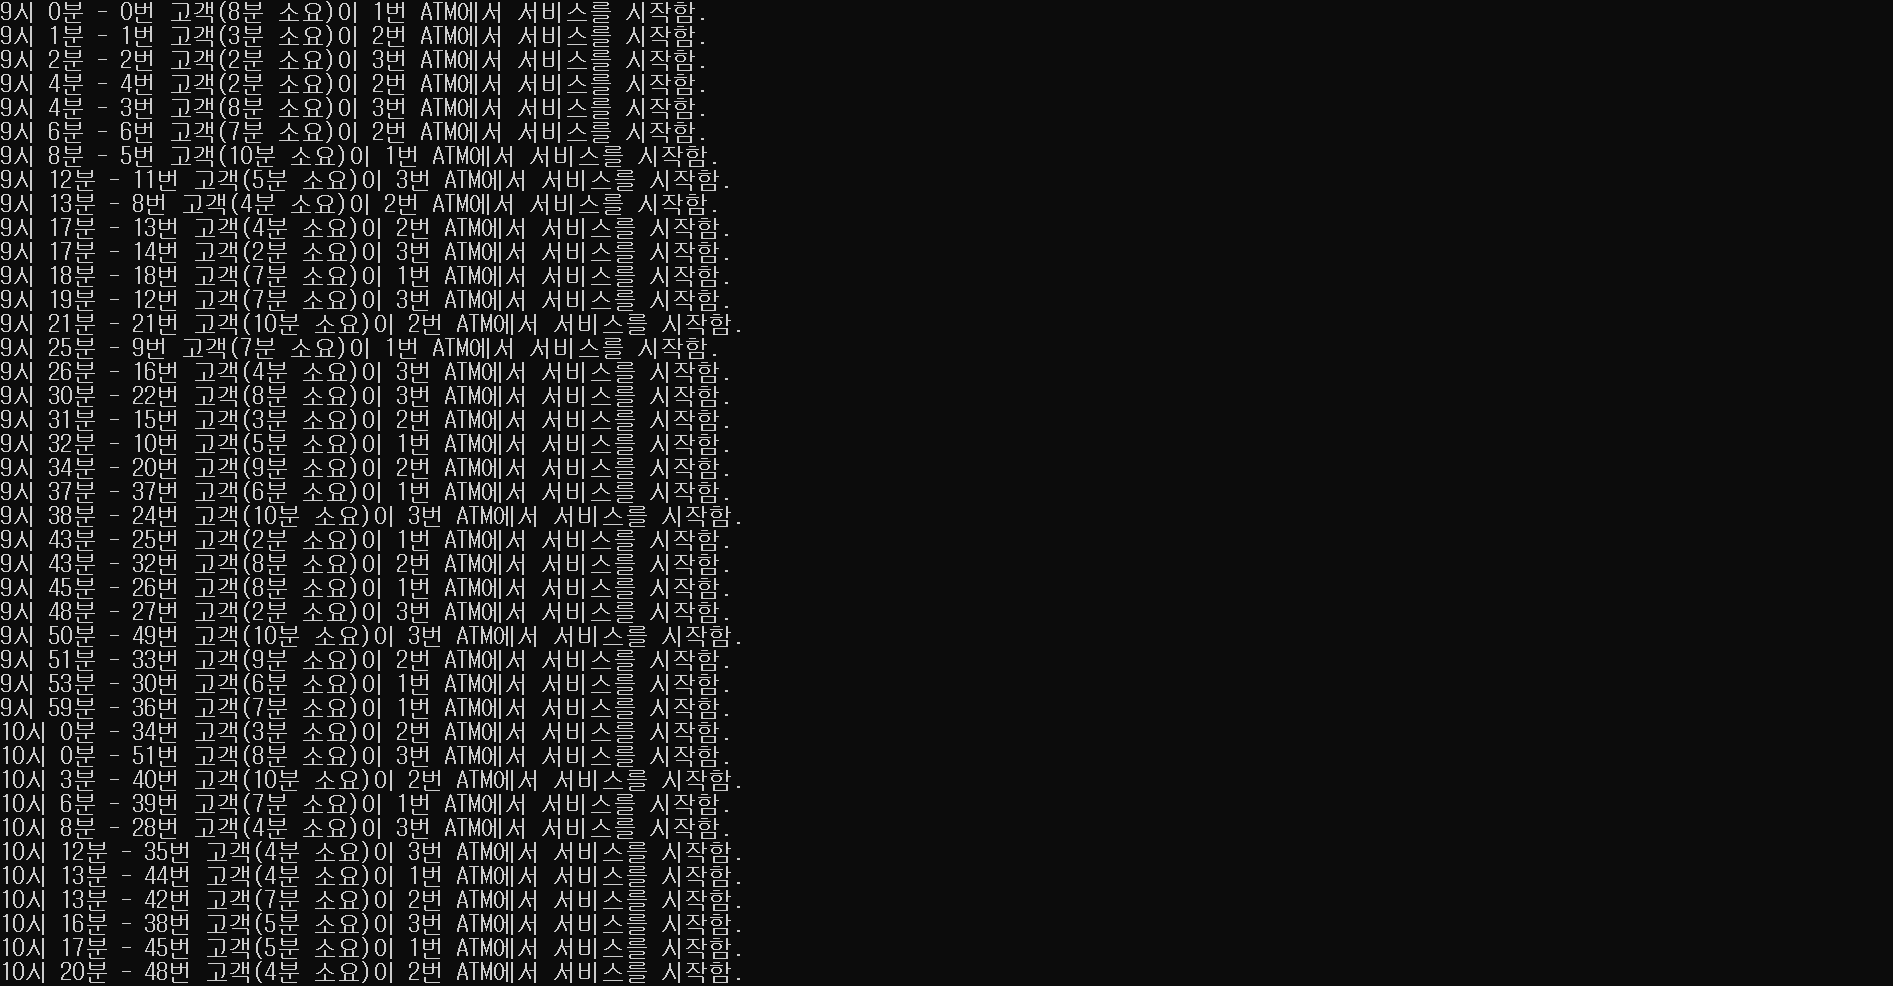 9시 0분 - 0번 고객(8분 소요)이 1번 ATM에서 서비스를 시작함.
9시 1분 - 1번 고객(3분 소요)이 2번 ATM에서 서비스를 시작함.
9시 2분 - 2번 고객(2분 소요)이 3번 ATM에서 서비스를 시작함.
9시 4분 - 4번 고객(2분 소요)이 2번 ATM에서 서비스를 시작함.
9시 4분 - 3번 고객(8분 소요)이 3번 ATM에서 서비스를 시작함.
9시 6분 - 6번 고객(7분 소요)이 2번 ATM에서 서비스를 시작함.
9시 8분 - 5번 고객(10분 소요)이 1번 ATM에서 서비스를 시작함.
9시 12분 - 11번 고객(5분 소요)이 3번 ATM에서 서비스를 시작함.
9시 13분 - 8번 고객(4분 소요)이 2번 ATM에서 서비스를 시작함.
9시 17분 - 13번 고객(4분 소요)이 2번 ATM에서 서비스를 시작함.
9시 17분 - 14번 고객(2분 소요)이 3번 ATM에서 서비스를 시작함.
9시 18분 - 18번 고객(7분 소요)이 1번 ATM에서 서비스를 시작함.
9시 19분 - 12번 고객(7분 소요)이 3번 ATM에서 서비스를 시작함.
9시 21분 - 21번 고객(10분 소요)이 2번 ATM에서 서비스를 시작함.
9시 25분 - 9번 고객(7분 소요)이 1번 ATM에서 서비스를 시작함.
9시 26분 - 16번 고객(4분 소요)이 3번 ATM에서 서비스를 시작함.
9시 30분 - 22번 고객(8분 소요)이 3번 ATM에서 서비스를 시작함.
9시 31분 - 15번 고객(3분 소요)이 2번 ATM에서 서비스를 시작함.
9시 32분 - 10번 고객(5분 소요)이 1번 ATM에서 서비스를 시작함.
9시 34분 - 20번 고객(9분 소요)이 2번 ATM에서 서비스를 시작함.
9시 37분 - 37번 고객(6분 소요)이 1번 ATM에서 서비스를 시작함.
9시 38분 - 24번 고객(10분 소요)이 3번 ATM에서 서비스를 시작함.
9시 43분 - 25번 고객(2분 소요)이 1번 ATM에서 서비스를 시작함.
9시 43분 - 32번 고객(8분 소요)이 2번 ATM에서 서비스를 시작함.
9시 45분 - 26번 고객(8분 소요)이 1번 ATM에서 서비스를 시작함.
9시 48분 - 27번 고객(2분 소요)이 3번 ATM에서 서비스를 시작함.
9시 50분 - 49번 고객(10분 소요)이 3번 ATM에서 서비스를 시작함.
9시 51분 - 33번 고객(9분 소요)이 2번 ATM에서 서비스를 시작함.
9시 53분 - 30번 고객(6분 소요)이 1번 ATM에서 서비스를 시작함.
9시 59분 - 36번 고객(7분 소요)이 1번 ATM에서 서비스를 시작함.
10시 0분 - 34번 고객(3분 소요)이 2번 ATM에서 서비스를 시작함.
10시 0분 - 51번 고객(8분 소요)이 3번 ATM에서 서비스를 시작함.
10시 3분 - 40번 고객(10분 소요)이 2번 ATM에서 서비스를 시작함.
10시 6분 - 39번 고객(7분 소요)이 1번 ATM에서 서비스를 시작함.
10시 8분 - 28번 고객(4분 소요)이 3번 ATM에서 서비스를 시작함.
10시 12분 - 35번 고객(4분 소요)이 3번 ATM에서 서비스를 시작함.
10시 13분 - 44번 고객(4분 소요)이 1번 ATM에서 서비스를 시작함.
10시 13분 - 42번 고객(7분 소요)이 2번 ATM에서 서비스를 시작함.
10시 16분 - 38번 고객(5분 소요)이 3번 ATM에서 서비스를 시작함.
10시 17분 - 45번 고객(5분 소요)이 1번 ATM에서 서비스를 시작함.
10시 20분 - 48번 고객(4분 소요)이 2번 ATM에서 서비스를 시작함.